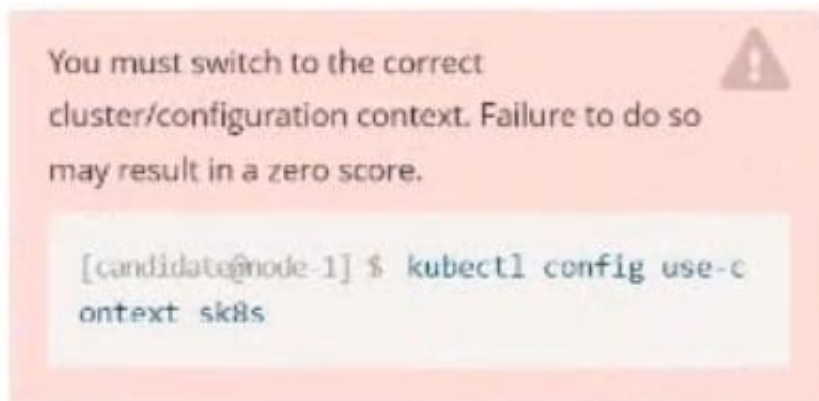 You must switch to the correct
cluster/configuration context. Failure to do so
may result in a zero score.
[candidate@node-1] $ kubectl config use-c
ontext sk8s